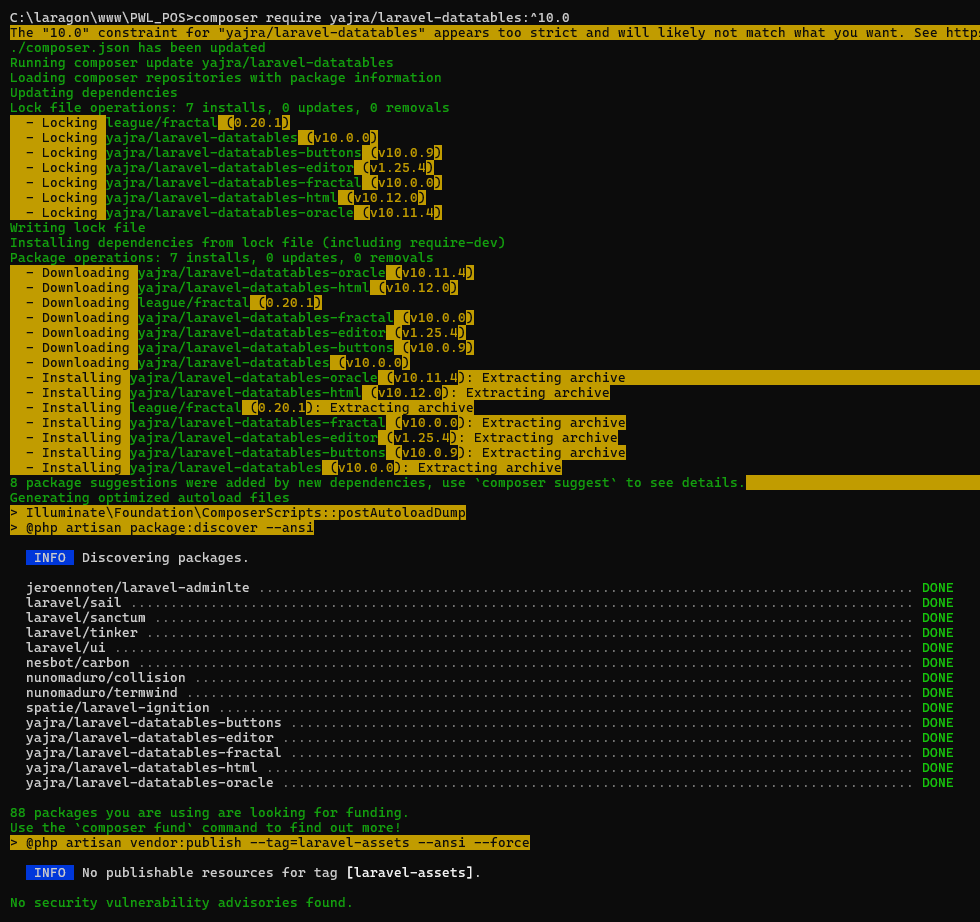 C:\laragon\www\PWL_POS>composer require yajra/laravel-datatables:^10.0
The "10.0" constraint for "yajra/laravel-datatables" appears too strict and will likely not match what you want. See https
./composer.json has been updated
Running composer update yajra/laravel-datatables
Loading composer repositories with package information
Updating dependencies
Lock file operations: 7 installs, 0 updates, 0 removals
  - Locking league/fractal (0.20.1)
  - Locking yajra/laravel-datatables (v10.0.0)
  - Locking yajra/laravel-datatables-buttons (v10.0.9)
  - Locking yajra/laravel-datatables-editor (v1.25.4)
  - Locking yajra/laravel-datatables-fractal (v10.0.0)
  - Locking yajra/laravel-datatables-html (v10.12.0)
  - Locking yajra/laravel-datatables-oracle (v10.11.4)
Writing lock file
Installing dependencies from lock file (including require-dev)
Package operations: 7 installs, 0 updates, 0 removals
  - Downloading yajra/laravel-datatables-oracle (v10.11.4)
  - Downloading yajra/laravel-datatables-html (v10.12.0)
  - Downloading league/fractal (0.20.1)
  - Downloading yajra/laravel-datatables-fractal (v10.0.0)
  - Downloading yajra/laravel-datatables-editor (v1.25.4)
  - Downloading yajra/laravel-datatables-buttons (v10.0.9)
  - Downloading yajra/laravel-datatables (v10.0.0)
  - Installing yajra/laravel-datatables-oracle (v10.11.4): Extracting archive
  - Installing yajra/laravel-datatables-html (v10.12.0): Extracting archive
  - Installing league/fractal (0.20.1): Extracting archive
  - Installing yajra/laravel-datatables-fractal (v10.0.0): Extracting archive
  - Installing yajra/laravel-datatables-editor (v1.25.4): Extracting archive
  - Installing yajra/laravel-datatables-buttons (v10.0.9): Extracting archive
  - Installing yajra/laravel-datatables (v10.0.0): Extracting archive
8 package suggestions were added by new dependencies, use `composer suggest` to see details.
Generating optimized autoload files
> Illuminate\Foundation\ComposerScripts::postAutoloadDump
> @php artisan package:discover --ansi
INFO Discovering packages.
jeroennoten/laravel-adminlte .................................................................................. DONE
laravel/sail .................................................................................................. DONE
laravel/sanctum ............................................................................................... DONE
laravel/tinker ................................................................................................ DONE
laravel/ui .................................................................................................... DONE
nesbot/carbon ................................................................................................. DONE
nunomaduro/collision .......................................................................................... DONE
nunomaduro/termwind ........................................................................................... DONE
spatie/laravel-ignition ....................................................................................... DONE
yajra/laravel-datatables-buttons .............................................................................. DONE
yajra/laravel-datatables-editor ............................................................................... DONE
yajra/laravel-datatables-fractal .............................................................................. DONE
yajra/laravel-datatables-html ................................................................................. DONE
yajra/laravel-datatables-oracle ............................................................................... DONE
88 packages you are using are looking for funding.
Use the `composer fund` command to find out more!
> @php artisan vendor:publish --tag=laravel-assets --ansi --force
INFO No publishable resources for tag [laravel-assets].
No security vulnerability advisories found.